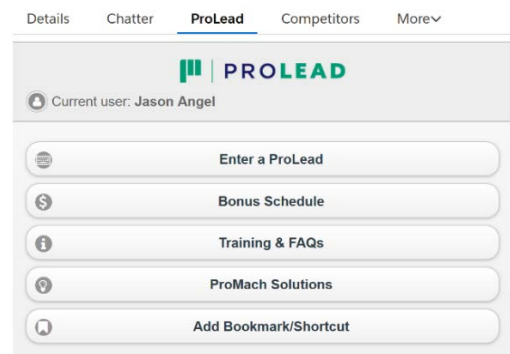 Details Chatter ProLead Competitors More
PROLEAD
Current user: Jason Angel
Enter a ProLead
Bonus Schedule
Training & FAQs
ProMach Solutions
Add Bookmark/Shortcut